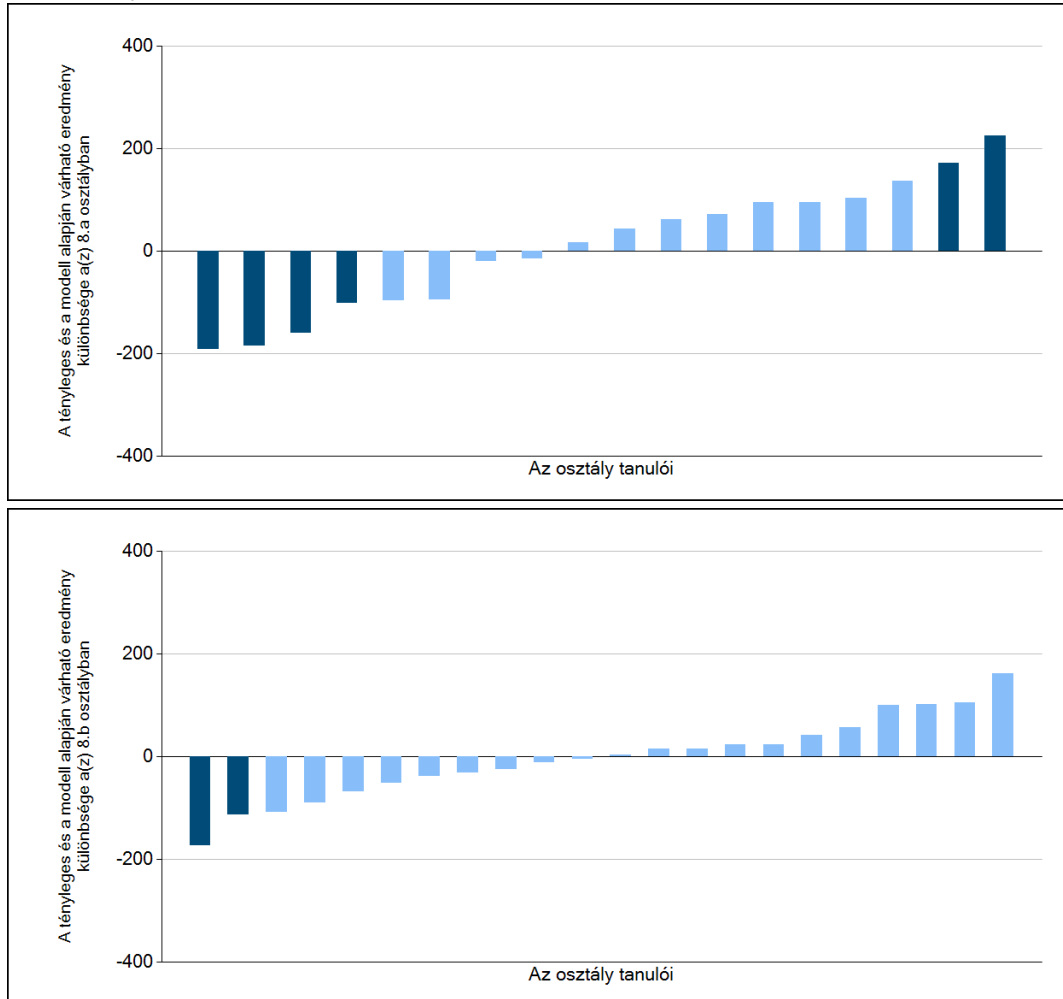 A tényleges és a modell alapján várható eredmény
különbsége a(z) 8.a osztályban
400
200
0
-200
-400
Az osztály tanulói
A tényleges és a modell alapján várható eredmény
különbsége a(z) 8.b osztályban
400
200
0
-200
-400
Az osztály tanulói